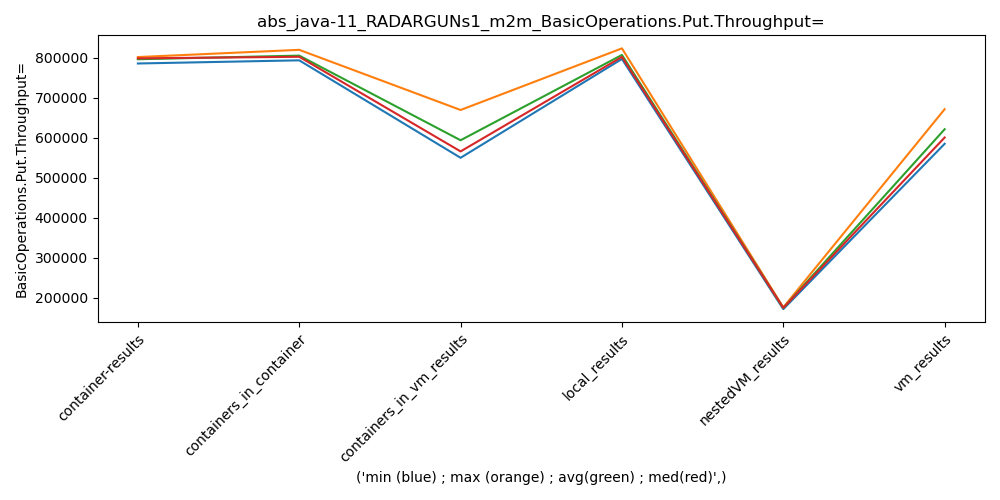 abs_java-11_RADARGUNs1_m2m_BasicOperations.Put.Throughput=
BasicOperations.Put.Throughput=
800000
700000
600000
500000
400000
300000
200000
container-results
containers_in_container
containers_in_vm_results
local_results
nestedVM_results
vm_results
('min (blue) ; max (orange) ; avg(green) ; med(red)',)